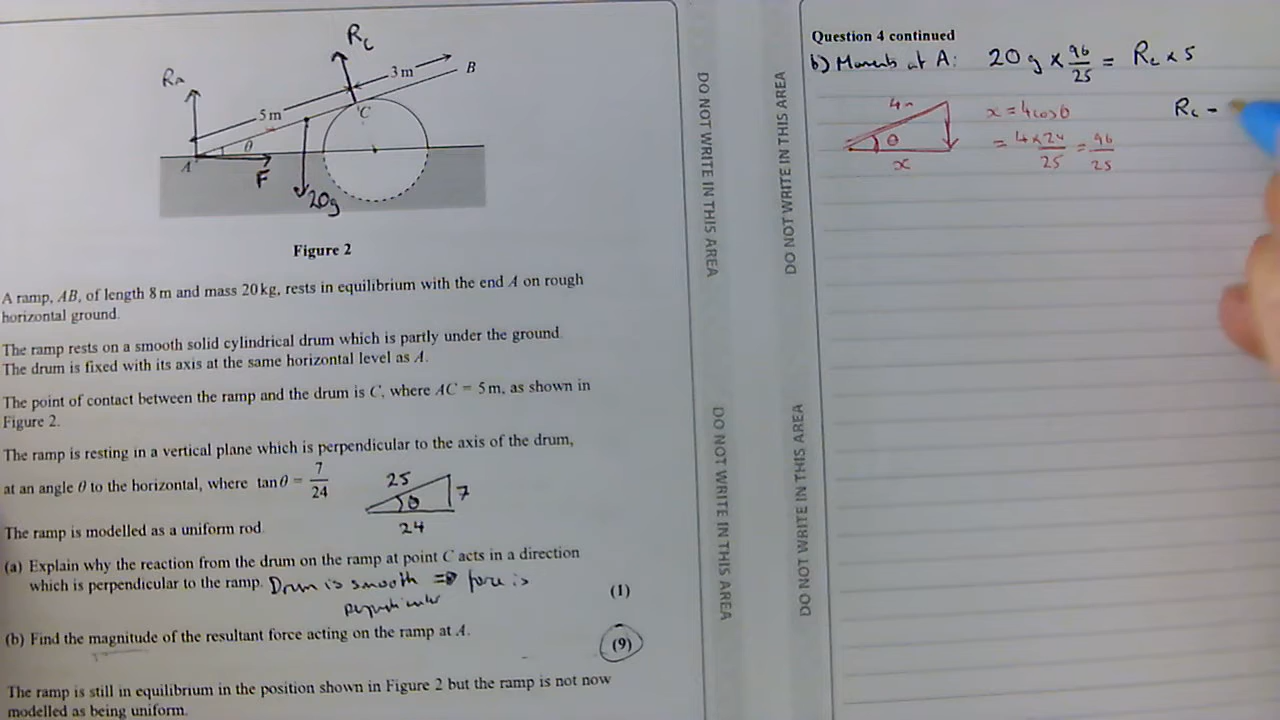 R_C
R_A
3 m
B
5 m
C
θ
A
F
20g
Figure 2
A ramp, AB, of length 8 m and mass 20 kg, rests in equilibrium with the end A on rough
horizontal ground.
The ramp rests on a smooth solid cylindrical drum which is partly under the ground.
The drum is fixed with its axis at the same horizontal level as A.
The point of contact between the ramp and the drum is C, where AC = 5 m, as shown in
Figure 2.
The ramp is resting in a vertical plane which is perpendicular to the axis of the drum,
at an angle θ to the horizontal, where tan θ = 7/24
25
θ
7
24
The ramp is modelled as a uniform rod.
(a) Explain why the reaction from the drum on the ramp at point C acts in a direction
which is perpendicular to the ramp. Drum is smooth ⇒ force is
perpendicular
(1)
(b) Find the magnitude of the resultant force acting on the ramp at A.
(9)
The ramp is still in equilibrium in the position shown in Figure 2 but the ramp is not now
modelled as being uniform.
DO NOT WRITE IN THIS AREA
DO NOT WRITE IN THIS AREA
DO NOT WRITE IN THIS AREA
DO NOT WRITE IN THIS AREA
Question 4 continued
b) Moments at A: 20g × 96/25 = R_C × 5
4m
θ
x
x = 4cosθ
= 4×24/25 = 96/25
R_C =